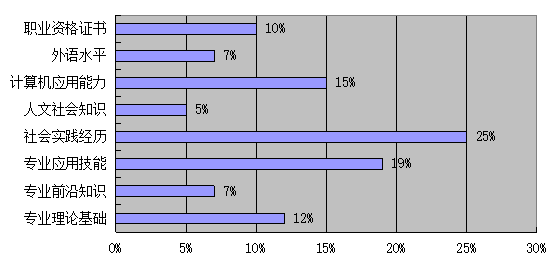 职业资格证书 10%
外语水平 7%
计算机应用能力 15%
人文社会知识 5%
社会实践经历 25%
专业应用技能 19%
专业前沿知识 7%
专业理论基础 12%
0% 5% 10% 15% 20% 25% 30%